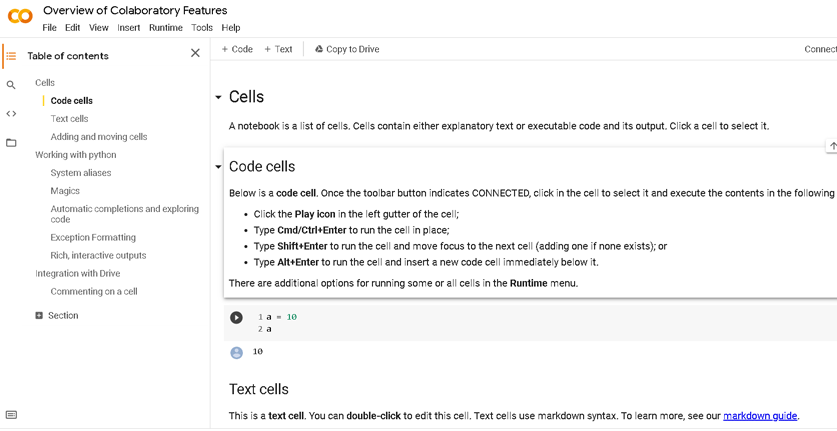 Overview of Colaboratory Features
File Edit View Insert Runtime Tools Help
Table of contents
+ Code + Text Copy to Drive Connect
Cells
Code cells
Text cells
Adding and moving cells
Working with python
System aliases
Magics
Automatic completions and exploring
code
Exception Formatting
Rich, interactive outputs
Integration with Drive
Commenting on a cell
Section
Cells
A notebook is a list of cells. Cells contain either explanatory text or executable code and its output. Click a cell to select it.
Code cells
Below is a code cell. Once the toolbar button indicates CONNECTED, click in the cell to select it and execute the contents in the following
• Click the Play icon in the left gutter of the cell;
• Type Cmd/Ctrl+Enter to run the cell in place;
• Type Shift+Enter to run the cell and move focus to the next cell (adding one if none exists); or
• Type Alt+Enter to run the cell and insert a new code cell immediately below it.
There are additional options for running some or all cells in the Runtime menu.
1 a = 10
2 a
10
Text cells
This is a text cell. You can double-click to edit this cell. Text cells use markdown syntax. To learn more, see our markdown guide.